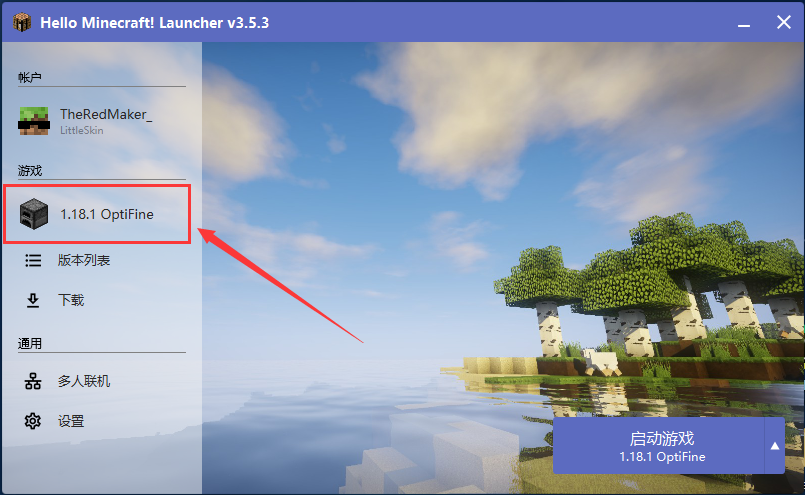 Hello Minecraft! Launcher v3.5.3
帐户
TheRedMaker_
LittleSkin
游戏
1.18.1 OptiFine
版本列表
下载
通用
多人联机
设置
启动游戏
1.18.1 OptiFine